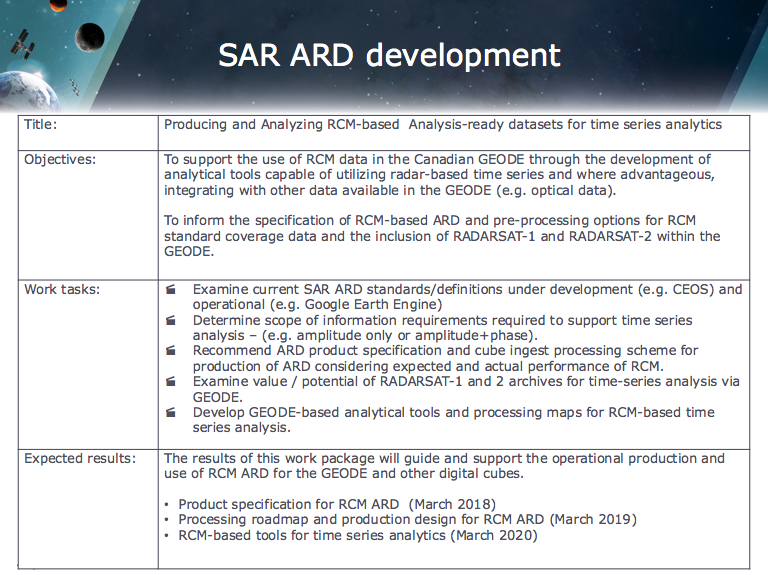 SAR ARD development
Title:
Producing and Analyzing RCM-based  Analysis-ready datasets for time series analytics
Objectives:
To support the use of RCM data in the Canadian GEODE through the development of
analytical tools capable of utilizing radar-based time series and where advantageous,
integrating with other data available in the GEODE (e.g. optical data).
To inform the specification of RCM-based ARD and pre-processing options for RCM
standard coverage data and the inclusion of RADARSAT-1 and RADARSAT-2 within the
GEODE.
Work tasks:
Examine current SAR ARD standards/definitions under development (e.g. CEOS) and
operational (e.g. Google Earth Engine)
Determine scope of information requirements required to support time series
analysis – (e.g. amplitude only or amplitude+phase).
Recommend ARD product specification and cube ingest processing scheme for
production of ARD considering expected and actual performance of RCM.
Examine value / potential of RADARSAT-1 and 2 archives for time-series analysis via
GEODE.
Develop GEODE-based analytical tools and processing maps for RCM-based time
series analysis.
Expected results:
The results of this work package will guide and support the operational production and
use of RCM ARD for the GEODE and other digital cubes.
• Product specification for RCM ARD  (March 2018)
• Processing roadmap and production design for RCM ARD (March 2019)
• RCM-based tools for time series analytics (March 2020)